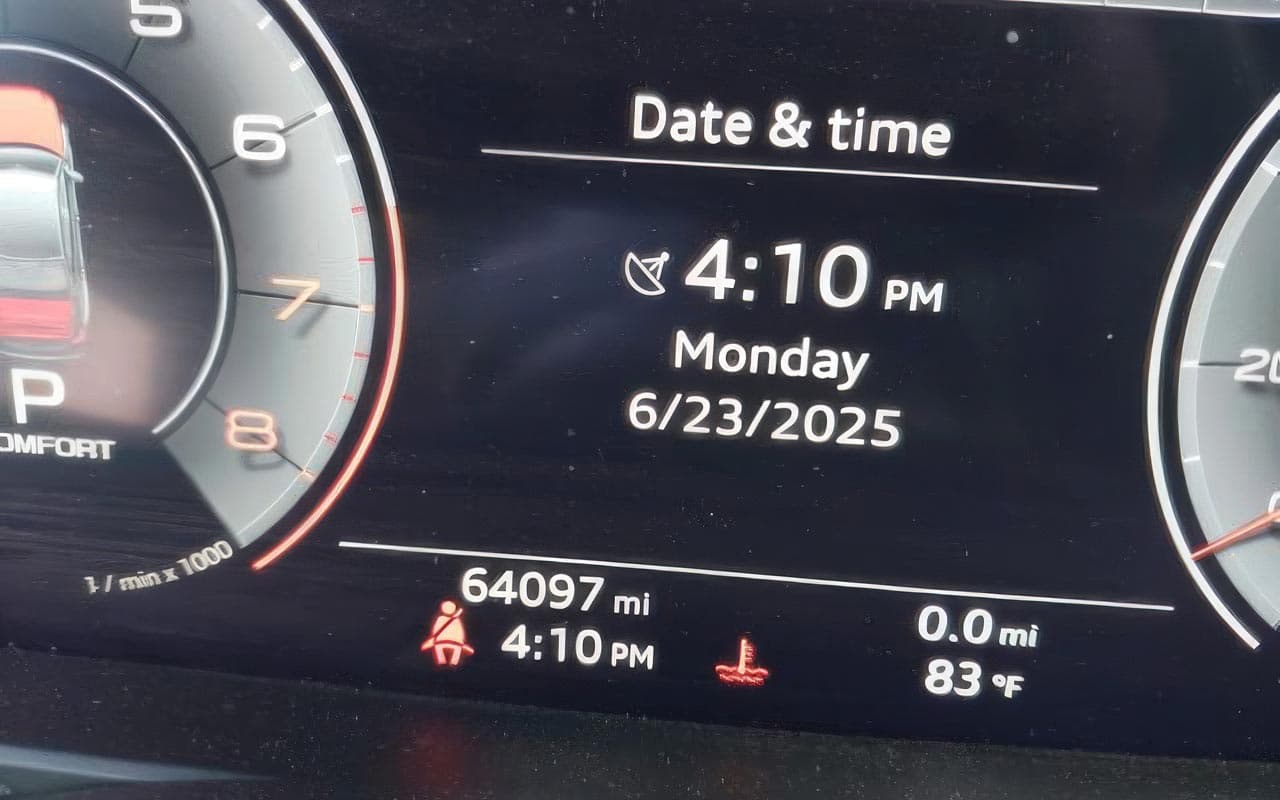 5
6
7
8
P
OMFORT
1 / min x 1000
Date & time
4:10 PM
Monday
6/23/2025
64097 mi
4:10 PM
0.0 mi
83 °F
20